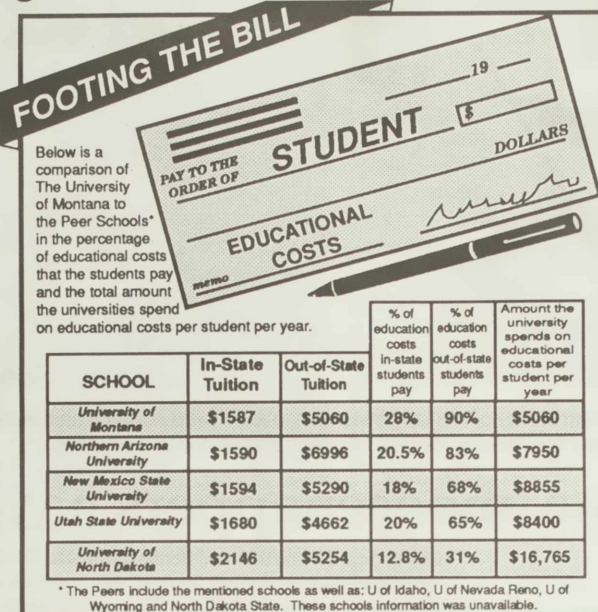 FOOTING THE BILL
19
$
PAY TO THE
ORDER OF
STUDENT
DOLLARS
EDUCATIONAL
COSTS
memo
Below is a
comparison of
The University
of Montana to
the Peer Schools*
in the percentage
of educational costs
that the students pay
and the total amount
the universities spend
on educational costs per student per year.
SCHOOL
In-State
Tuition
Out-of-State
Tuition
% of
education
costs
in-state
students
pay
% of
education
costs
out-of-state
students
pay
Amount the
university
spends on
educational
costs per
student per
year
University of
Montana
$1587 $5060 28% 90% $5060
Northern Arizona
University
$1590 $6996 20.5% 83% $7950
New Mexico State
University
$1594 $5290 18% 68% $8855
Utah State University $1680 $4662 20% 65% $8400
University of
North Dakota
$2146 $5254 12.8% 31% $16,765
* The Peers include the mentioned schools as well as: U of Idaho, U of Nevada Reno, U of
Wyoming and North Dakota State. These schools information was unavailable.